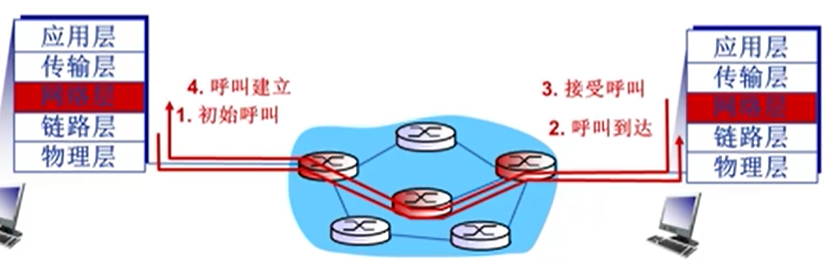 应用层
传输层
网络层
链路层
物理层
4. 呼叫建立
1. 初始呼叫
3. 接受呼叫
2. 呼叫到达
应用层
传输层
网络层
链路层
物理层